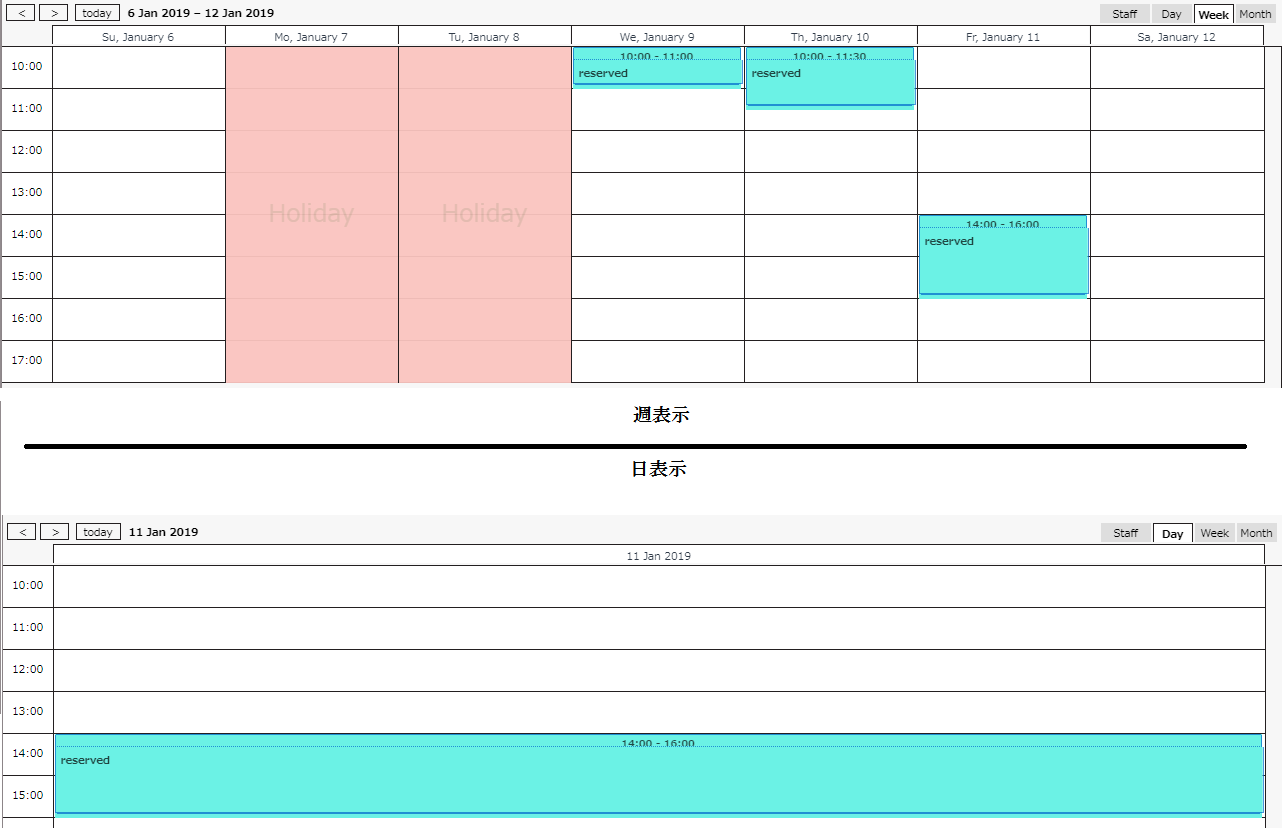 < > today 6 Jan 2019 – 12 Jan 2019 Staff Day Week Month
Su, January 6 Mo, January 7 Tu, January 8 We, January 9 Th, January 10 Fr, January 11 Sa, January 12
10:00 10:00 - 11:00 10:00 - 11:30
reserved reserved
11:00
12:00
13:00
Holiday Holiday
14:00 14:00 - 16:00
reserved
15:00
16:00
17:00
週表示
日表示
< > today 11 Jan 2019 Staff Day Week Month
11 Jan 2019
10:00
11:00
12:00
13:00
14:00 14:00 - 16:00
reserved
15:00